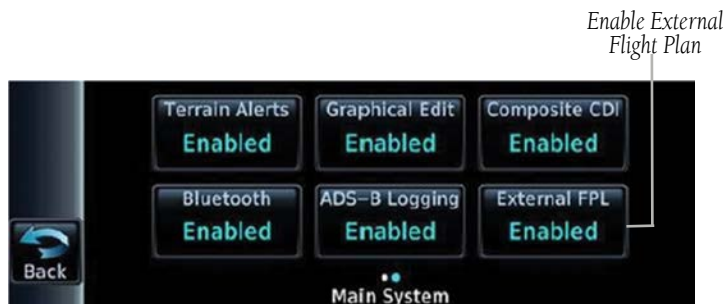 Enable External
Flight Plan
Terrain Alerts
Enabled
Graphical Edit
Enabled
Composite CDI
Enabled
Bluetooth
Enabled
ADS-B Logging
Enabled
External FPL
Enabled
Back
Main System